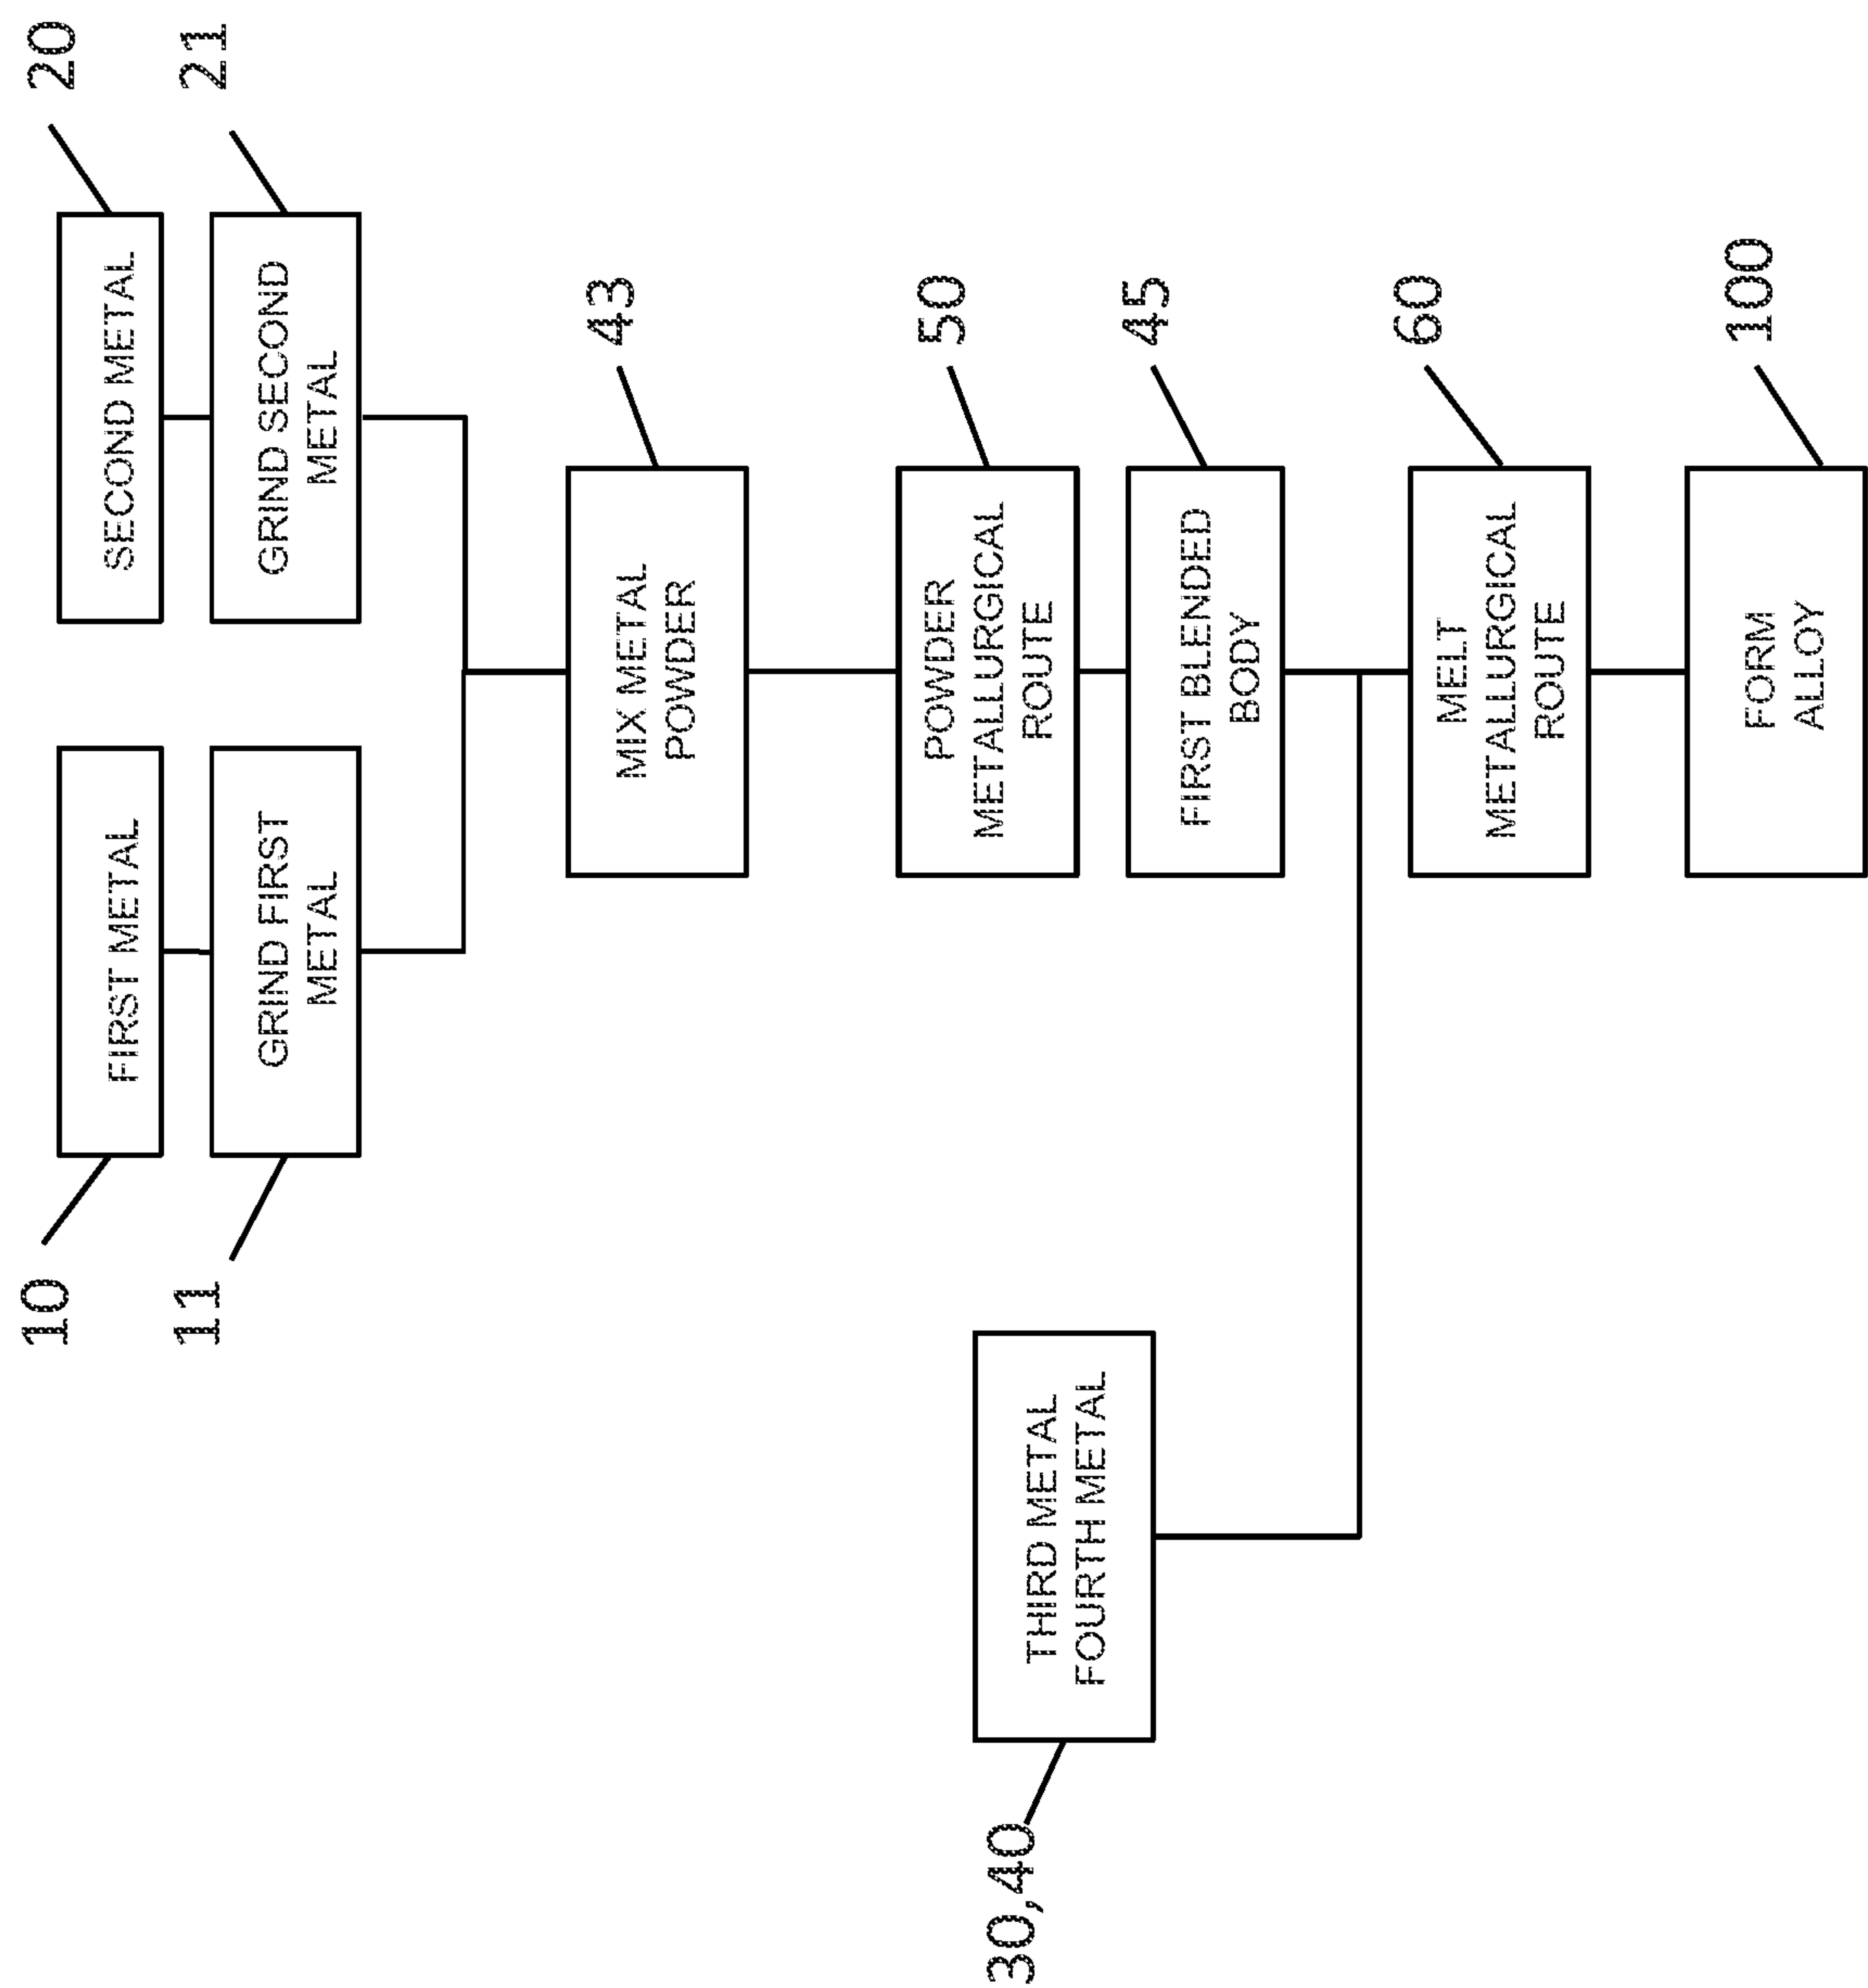 10
FIRST METAL
SECOND METAL
20
11
GRIND FIRST
METAL
GRIND SECOND
METAL
21
MIX METAL
POWDER
43
POWDER
METALLURGICAL
ROUTE
50
30,40
THIRD METAL
FOURTH METAL
FIRST BLENDED
BODY
45
MELT
METALLURGICAL
ROUTE
60
FORM
ALLOY
100